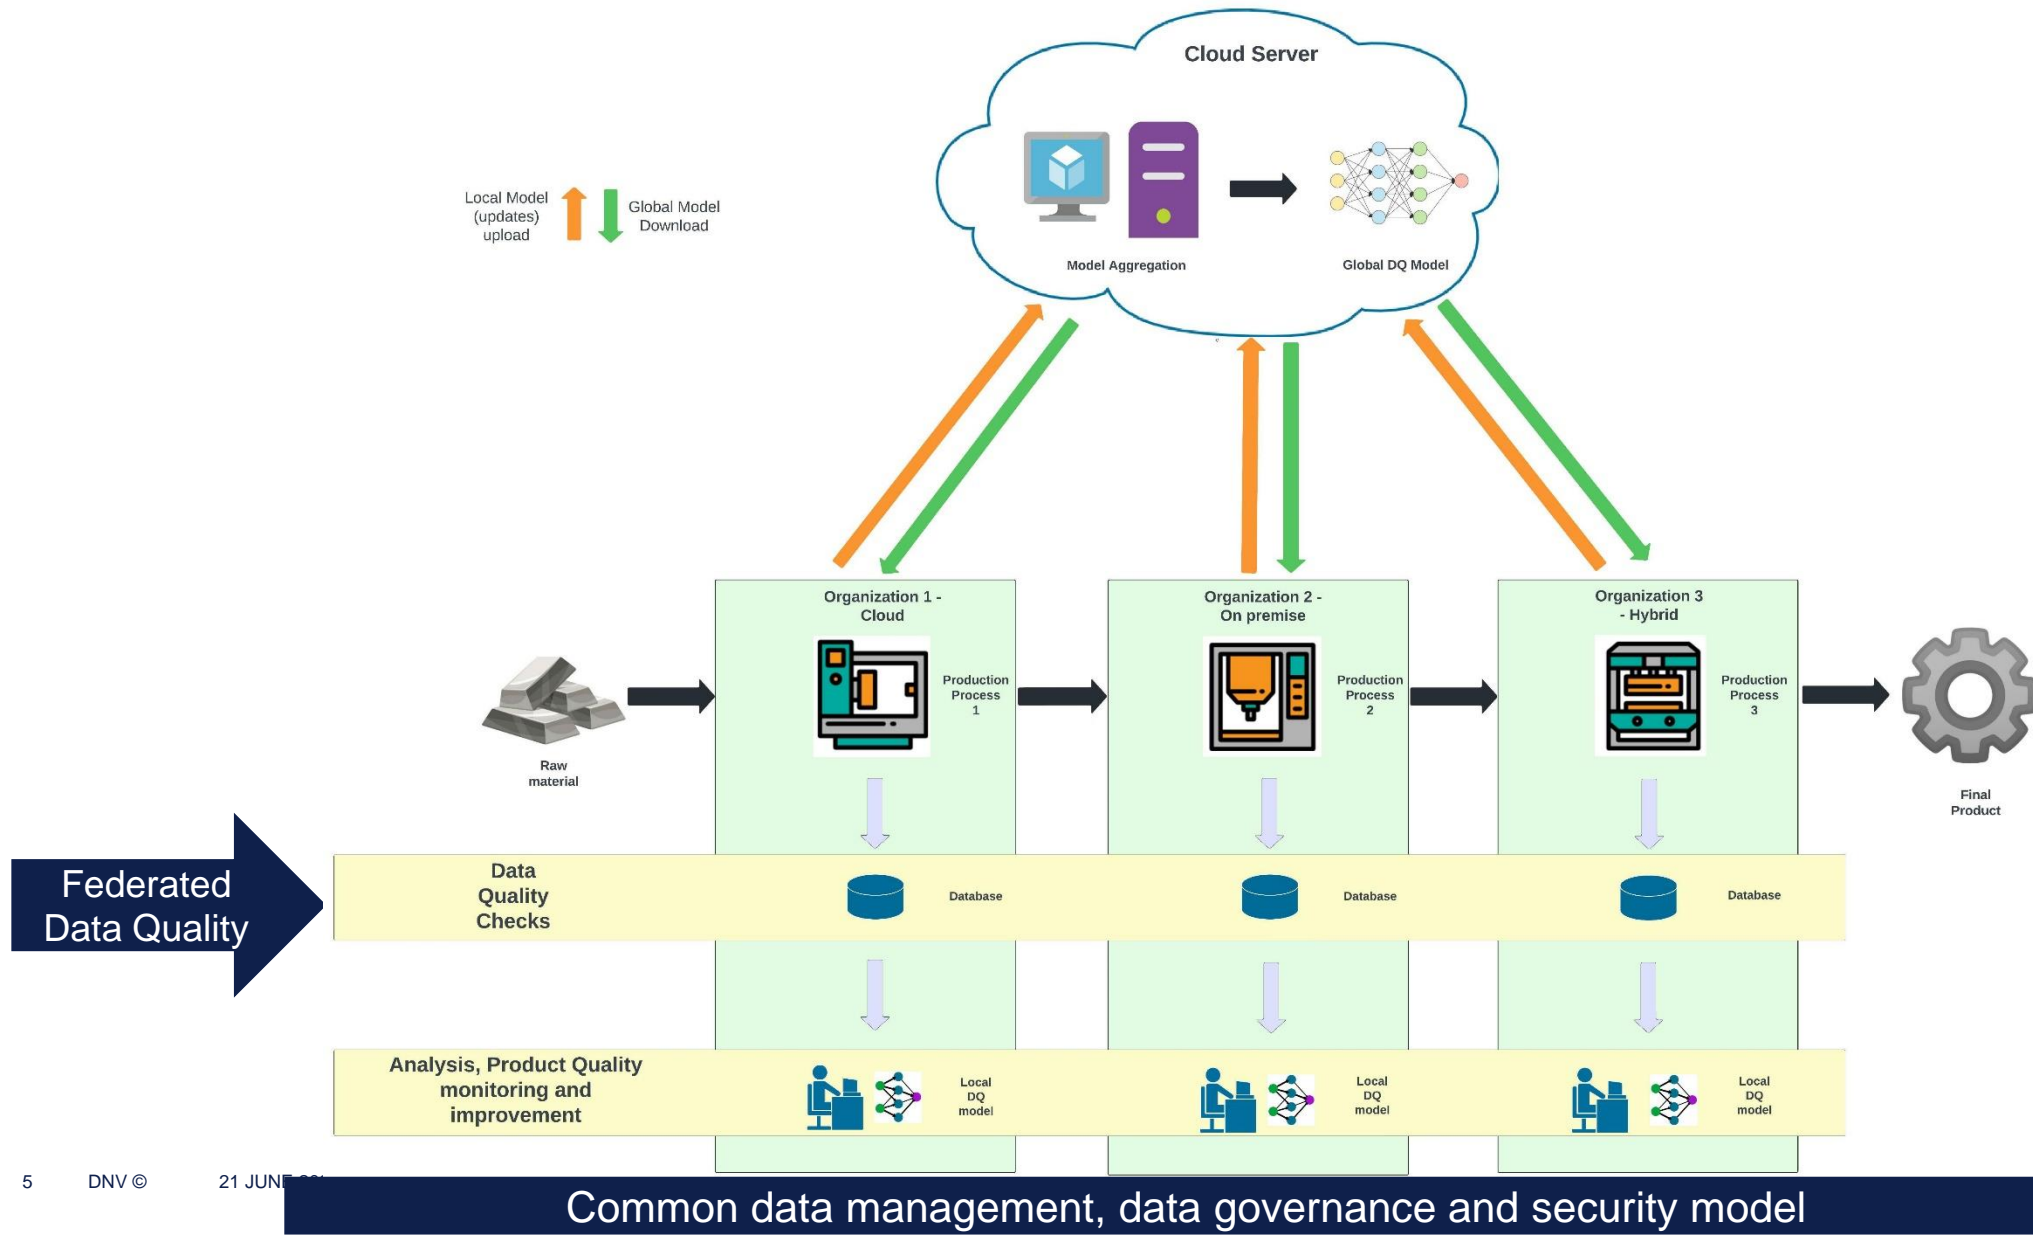 Cloud Server
Local Model
(updates)
upload
Global Model
Download
Model Aggregation
Global DQ Model
Organization 1 -
Cloud
Organization 2 -
On premise
Organization 3
- Hybrid
Production
Process
1
Production
Process
2
Production
Process
3
Raw
material
Final
Product
Federated
Data Quality
Data
Quality
Checks
Database
Database
Database
Analysis, Product Quality
monitoring and
improvement
Local
DQ
model
Local
DQ
model
Local
DQ
model
5 DNV © 21 JUNE
Common data management, data governance and security model